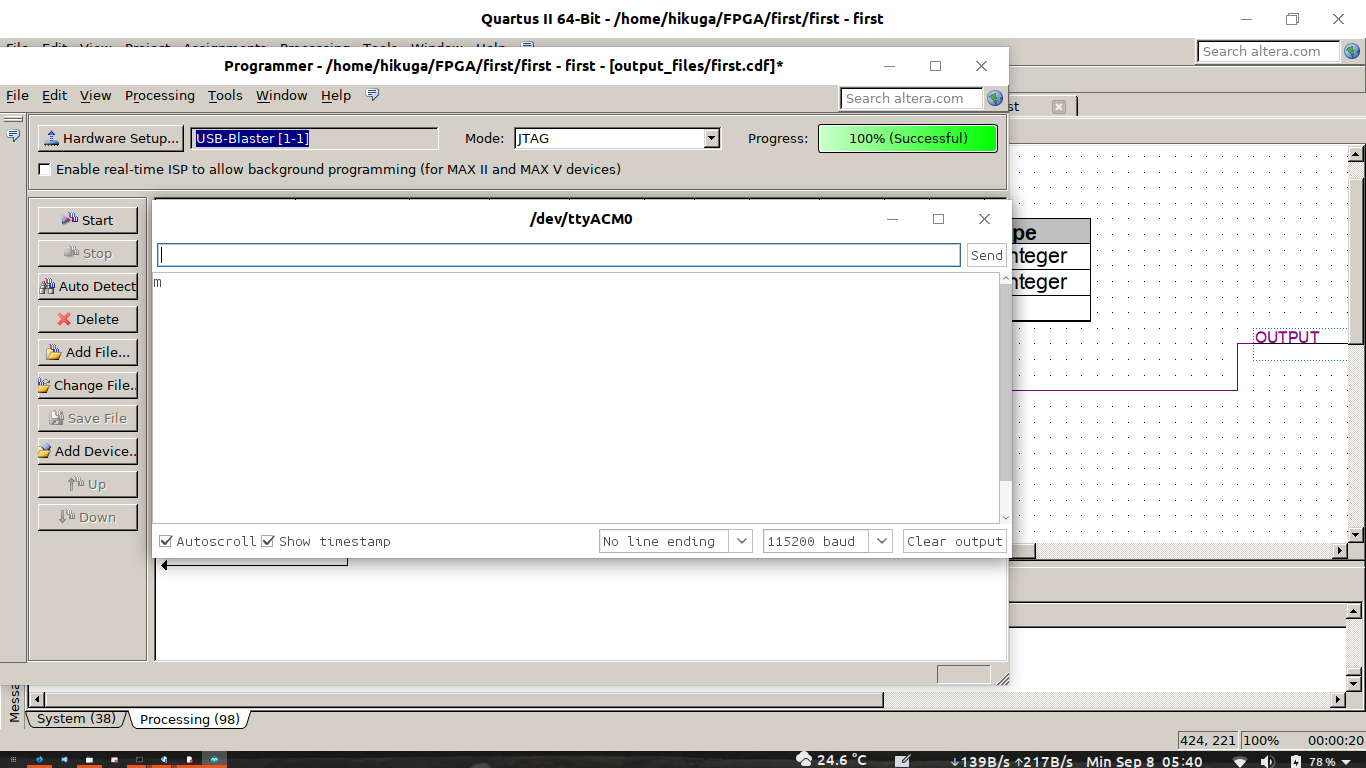 Quartus II 64-Bit - /home/hikuga/FPGA/first/first - first
Search altera.com
Programmer - /home/hikuga/FPGA/first/first - first - [output_files/first.cdf]*
File Edit View Processing Tools Window Help
Search altera.com
Hardware Setup... USB-Blaster [1-1] Mode: JTAG Progress: 100% (Successful)
Enable real-time ISP to allow background programming (for MAX II and MAX V devices)
Start
Stop
Auto Detect
Delete
Add File...
Change File..
Save File
Add Device..
Up
Down
/dev/ttyACM0
Send
m
Autoscroll Show timestamp No line ending 115200 baud Clear output
pe
nteger
nteger
OUTPUT
st
Messa
System (38) Processing (98)
424, 221 100% 00:00:20
24.6 °C 139B/s 217B/s Mon Sep 8 05:40 78%